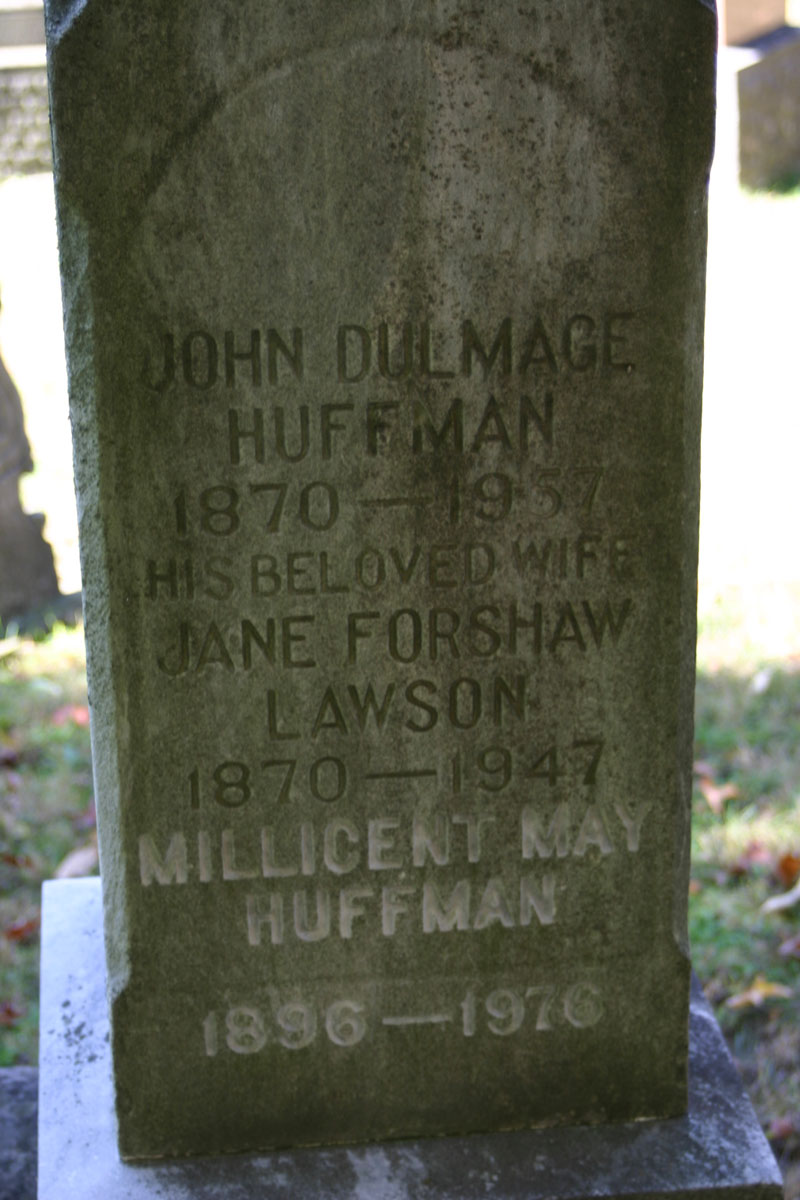 JOHN DULMAGE
HUFFMAN
1870 — 1957
HIS BELOVED WIFE
JANE FORSHAW
LAWSON
1870 — 1947
MILLICENT MAY
HUFFMAN
1896 — 1976